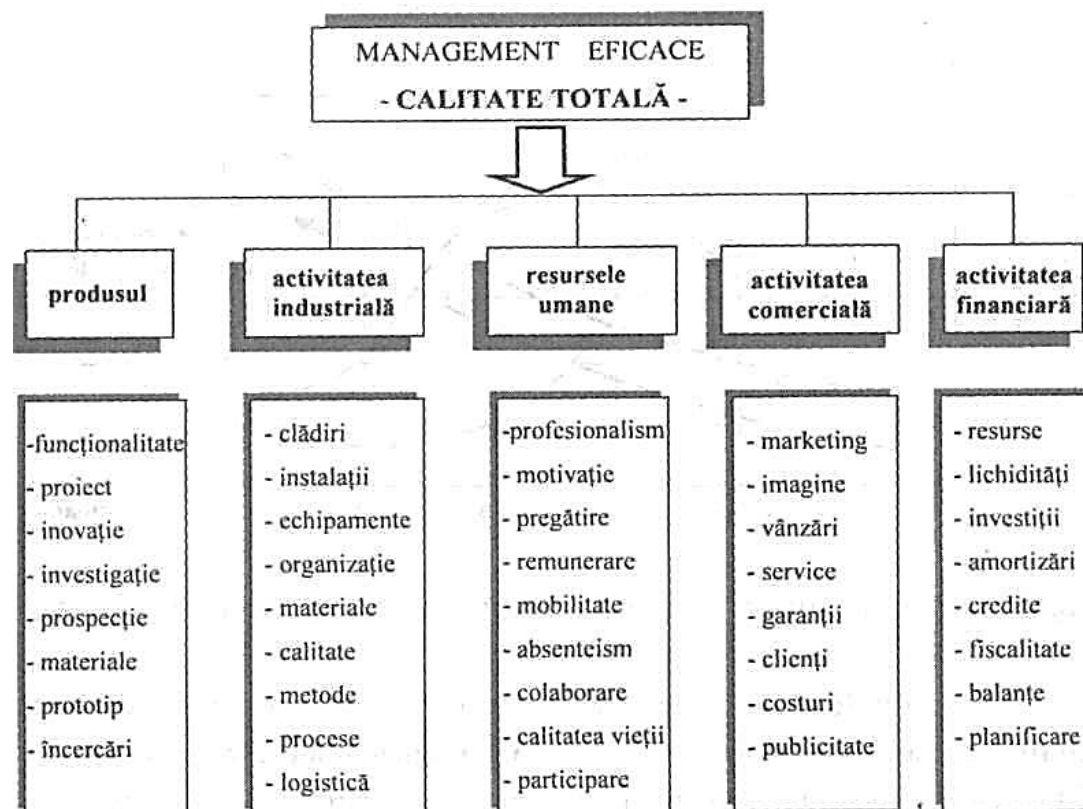 MANAGEMENT EFICACE
- CALITATE TOTALĂ -
produsul
activitatea
industrială
resursele
umane
activitatea
comercială
activitatea
financiară
-funcționalitate
- proiect
- inovație
- investigație
- prospecție
- materiale
- prototip
- încercări
- clădiri
- instalații
- echipamente
- organizație
- materiale
- calitate
- metode
- procese
- logistică
-profesionalism
- motivație
- pregătire
- remunerare
- mobilitate
- absenteism
- colaborare
- calitatea vieții
- participare
- marketing
- imagine
- vânzări
- service
- garanții
- clienți
- costuri
- publicitate
- resurse
- lichidități
- investiții
- amortizări
- credite
- fiscalitate
- balanțe
- planificare